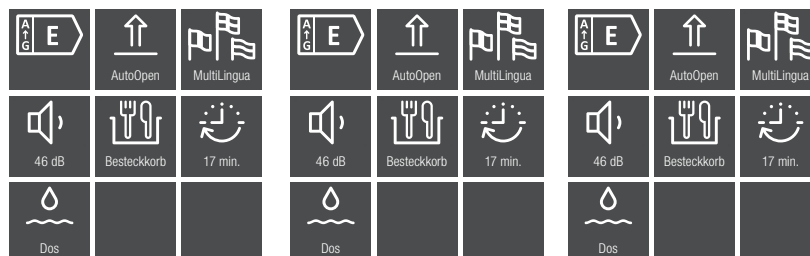 A
G E A
G E A
G E
AutoOpen MultiLingua AutoOpen MultiLingua AutoOpen MultiLingua
46 dB Besteckkorb 17 min. 46 dB Besteckkorb 17 min. 46 dB Besteckkorb 17 min.
Dos Dos Dos